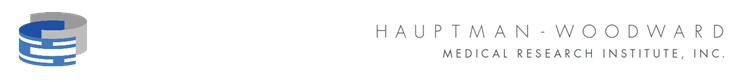 HAUPTMAN-WOODWARD
MEDICAL RESEARCH INSTITUTE, INC.